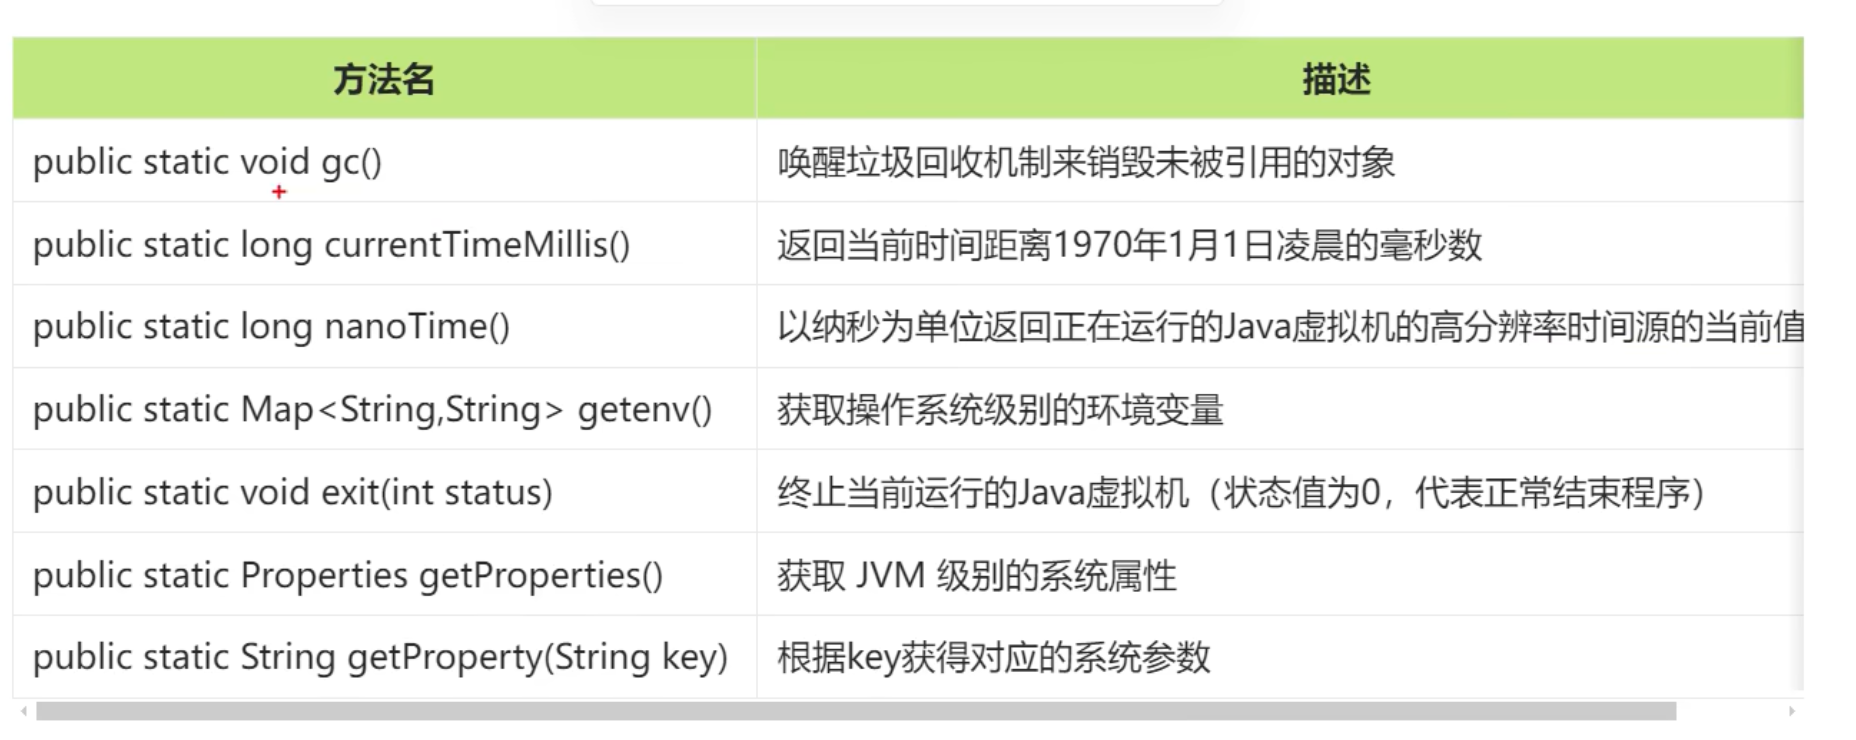 方法名 描述
public static void gc() 唤醒垃圾回收机制来销毁未被引用的对象
public static long currentTimeMillis() 返回当前时间距离1970年1月1日凌晨的毫秒数
public static long nanoTime() 以纳秒为单位返回正在运行的Java虚拟机的高分辨率时间源的当前值
public static Map<String,String> getenv() 获取操作系统级别的环境变量
public static void exit(int status) 终止当前运行的Java虚拟机（状态值为0，代表正常结束程序）
public static Properties getProperties() 获取 JVM 级别的系统属性
public static String getProperty(String key) 根据key获得对应的系统参数